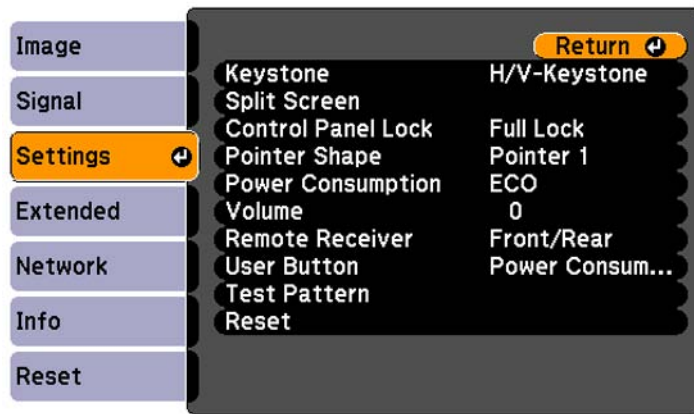 Image
Signal
Settings
Extended
Network
Info
Reset
Return
Keystone H/V-Keystone
Split Screen
Control Panel Lock Full Lock
Pointer Shape Pointer 1
Power Consumption ECO
Volume 0
Remote Receiver Front/Rear
User Button Power Consum...
Test Pattern
Reset